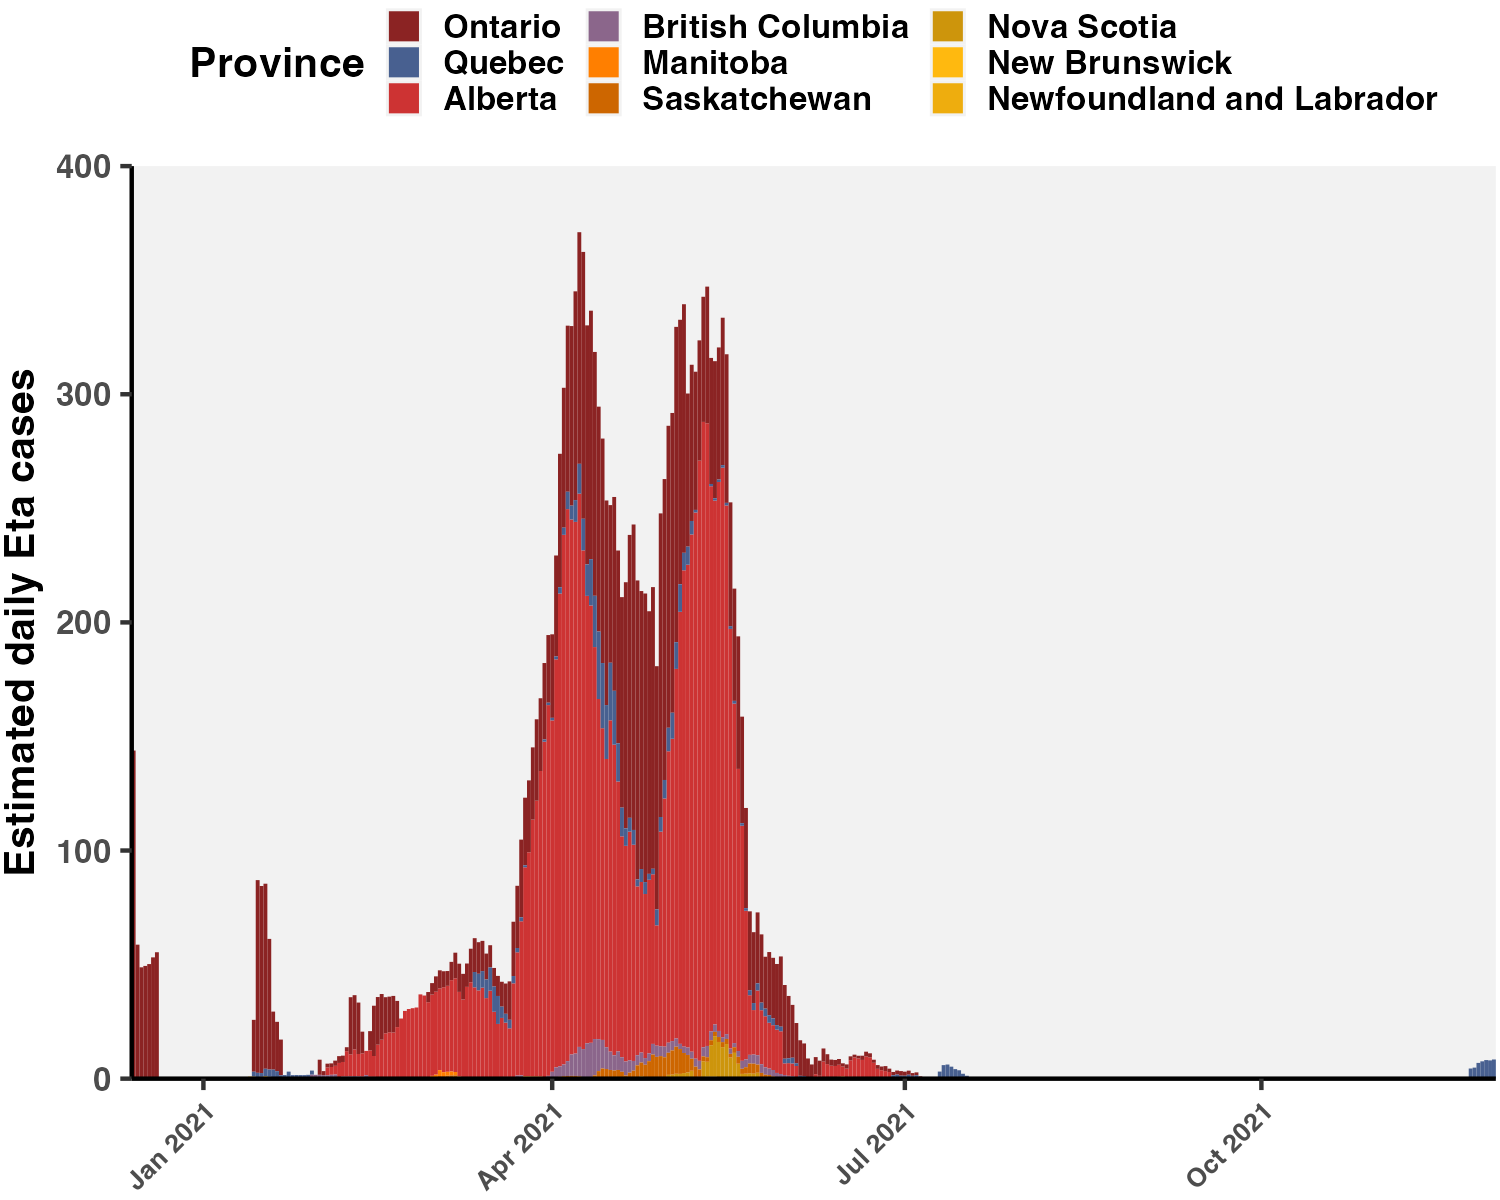 Province
Ontario
Quebec
Alberta
British Columbia
Manitoba
Saskatchewan
Nova Scotia
New Brunswick
Newfoundland and Labrador
Estimated daily Eta cases
400
300
200
100
0
Jan 2021
Apr 2021
Jul 2021
Oct 2021